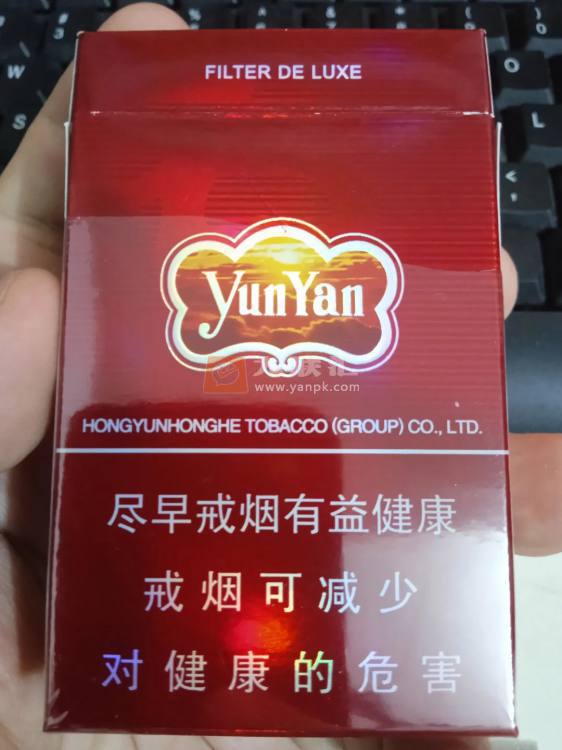 FILTER DE LUXE
YunYan
www.yanpk.com
HONGYUNHONGHE TOBACCO (GROUP) CO., LTD.
尽早戒烟有益健康
戒烟可减少
对健康的危害